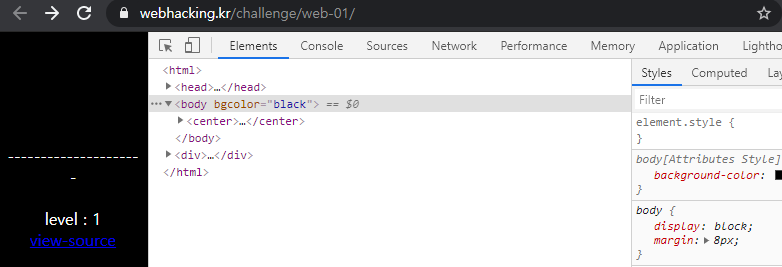 webhacking.kr/challenge/web-01/
Elements Console Sources Network Performance Memory Application
<html>
<head>…</head>
<body bgcolor="black"> == $0
<center>…</center>
</body>
<div>…</div>
</html>
Styles Computed
Filter
element.style {
}
body[Attributes Style]
background-color:
}
body {
display: block;
margin: 8px;
}
---------------------
-
level : 1
view-source